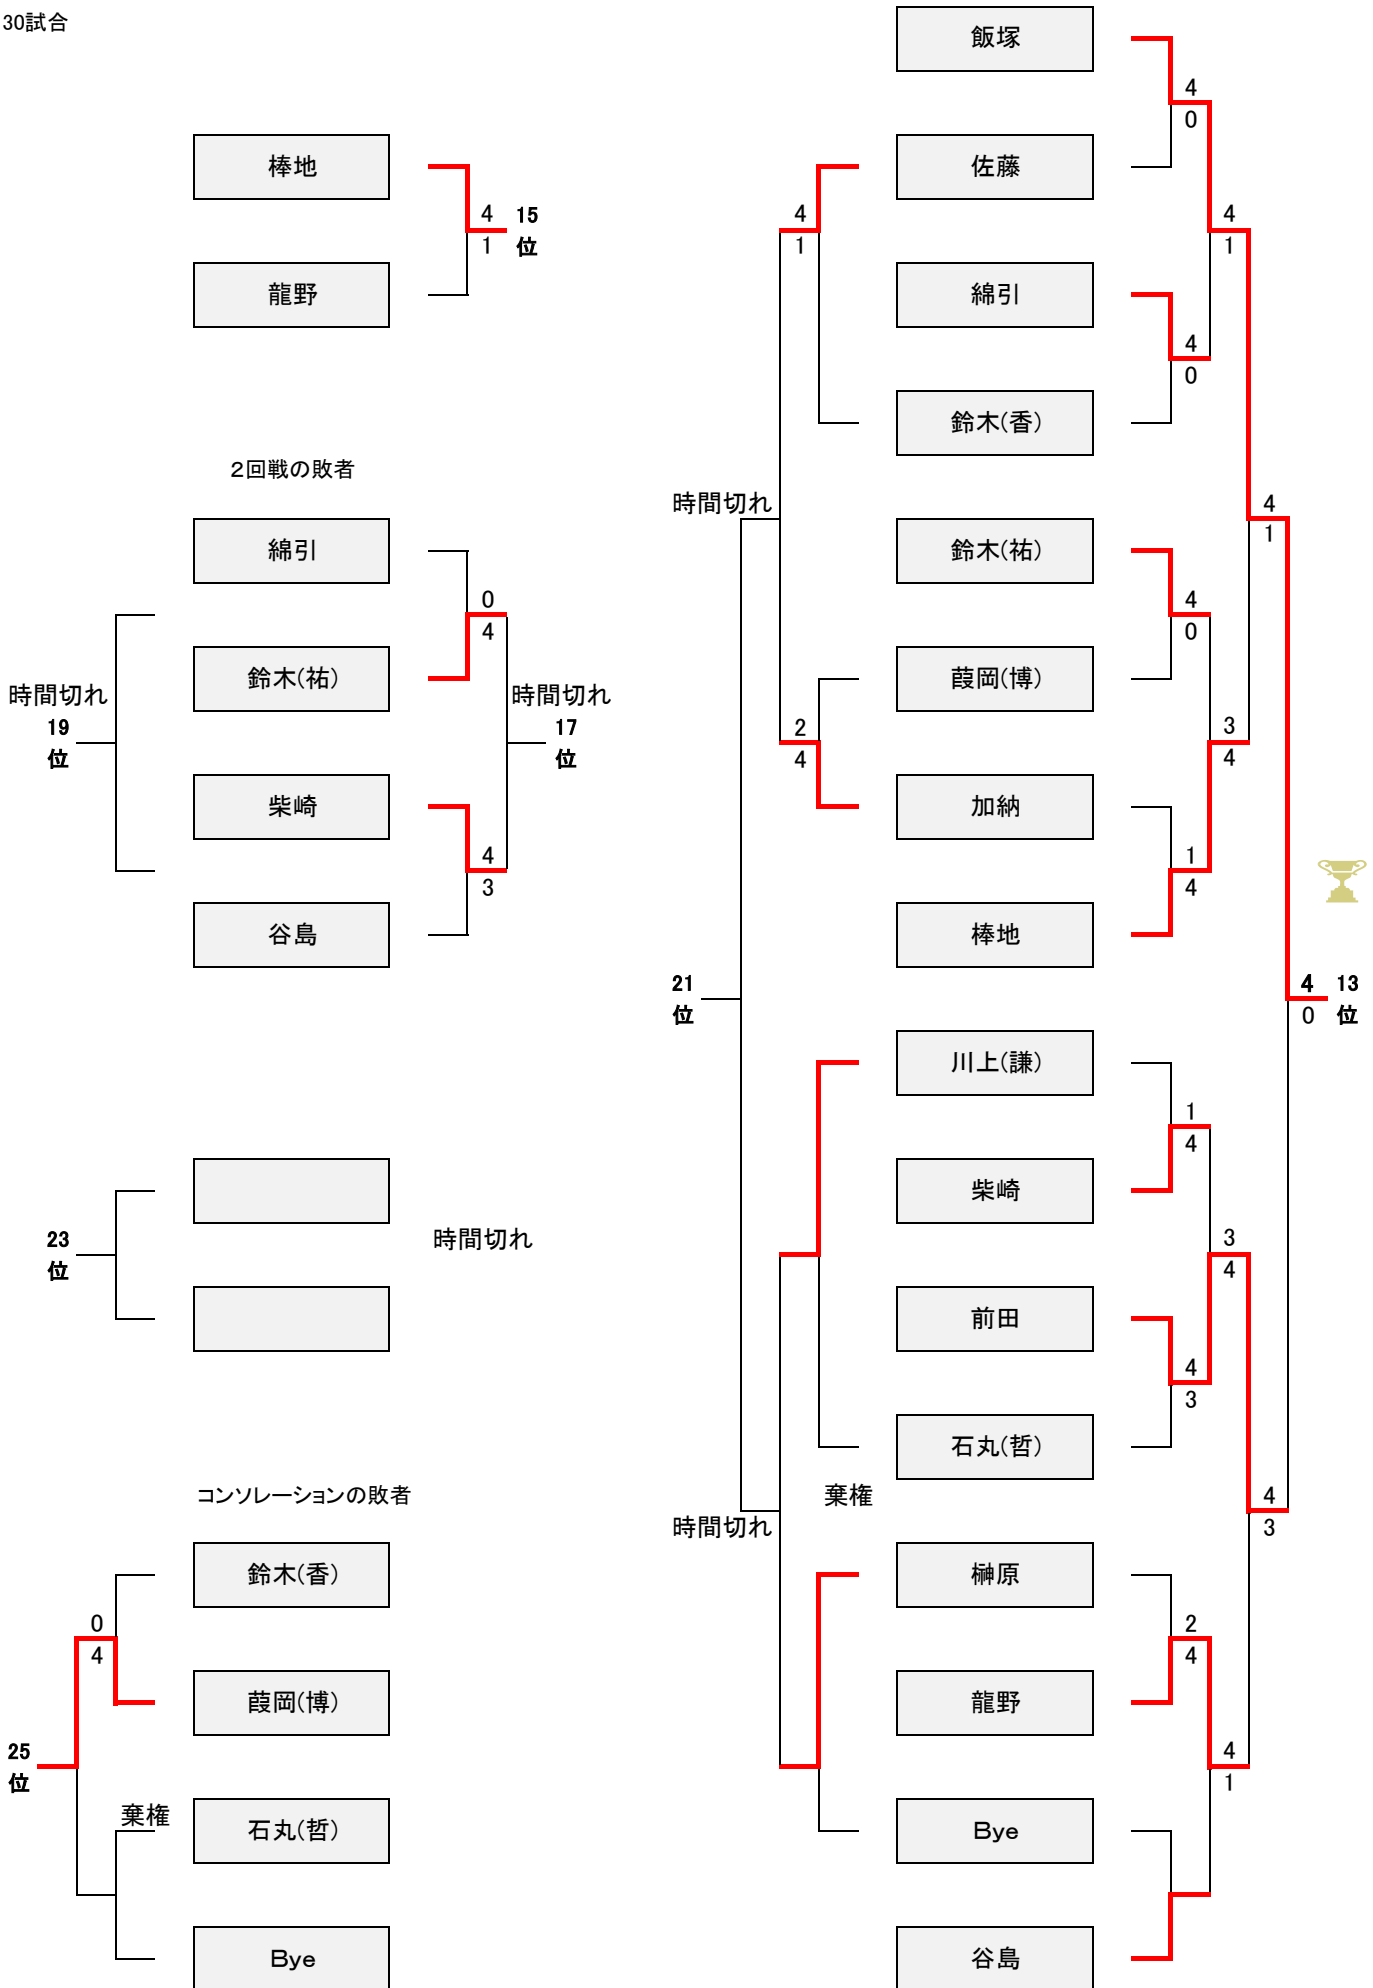 30試合
飯塚
4
0
棒地
佐藤
4
1
15
位
4
1
4
1
龍野
綿引
4
0
鈴木(香)
2回戦の敗者
時間切れ
4
1
綿引
鈴木(祐)
0
4
4
0
鈴木(祐)
葭岡(博)
時間切れ
19
位
時間切れ
17
位
2
4
3
4
柴崎
加納
4
3
1
4
谷島
棒地
21
位
4
0
13
位
川上(謙)
1
4
柴崎
23
位
時間切れ
3
4
前田
4
3
石丸(哲)
コンソレーションの敗者
棄権
時間切れ
4
3
鈴木(香)
榊原
0
4
2
4
葭岡(博)
龍野
25
位
4
1
棄権
石丸(哲)
Bye
Bye
谷島